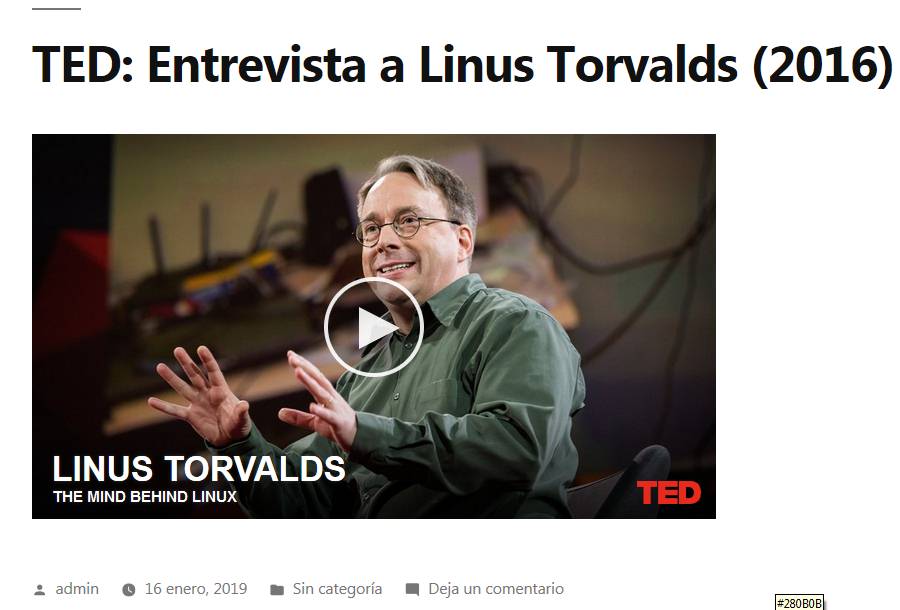 TED: Entrevista a Linus Torvalds (2016)
LINUS TORVALDS
THE MIND BEHIND LINUX
TED
admin 16 enero, 2019 Sin categoría Deja un comentario
#280B0B